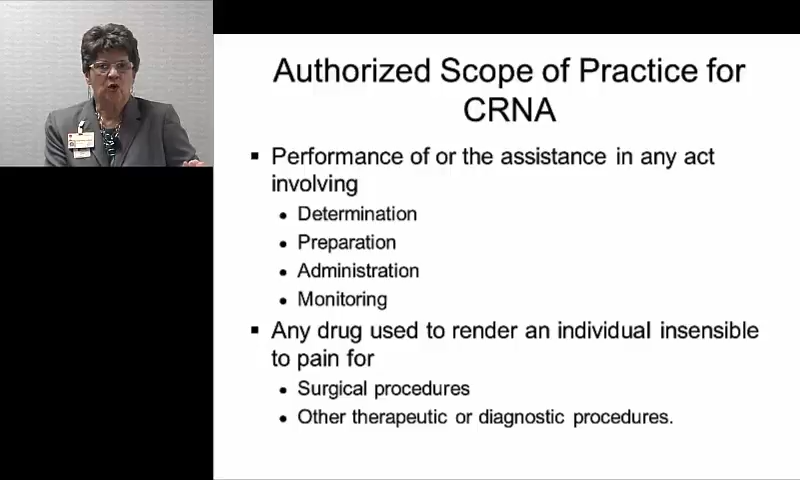 Authorized Scope of Practice for
CRNA
▪ Performance of or the assistance in any act
involving
• Determination
• Preparation
• Administration
• Monitoring
▪ Any drug used to render an individual insensible
to pain for
• Surgical procedures
• Other therapeutic or diagnostic procedures.